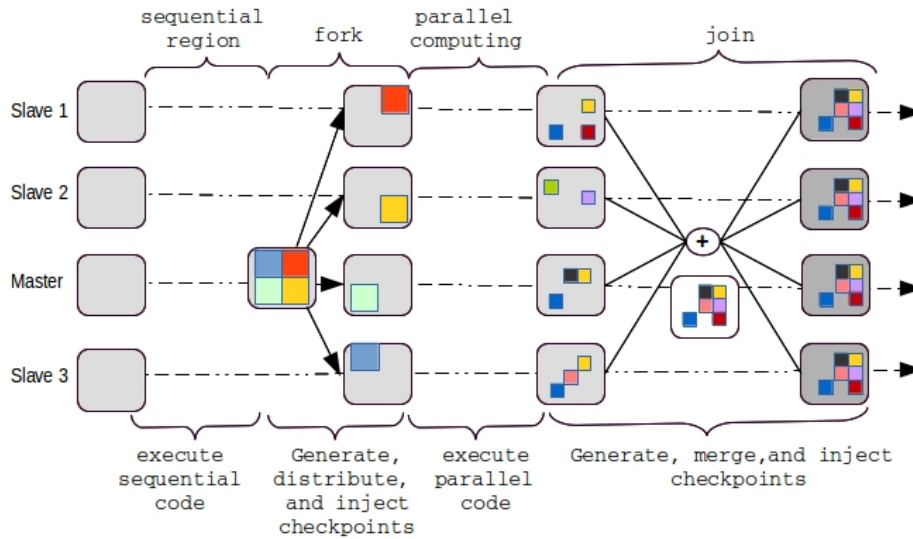 sequential
region
fork
parallel
computing
join
Slave 1
Slave 2
+
Master
Slave 3
execute
sequential
code
Generate,
distribute,
and inject
checkpoints
execute
parallel
code
Generate, merge,and inject
checkpoints